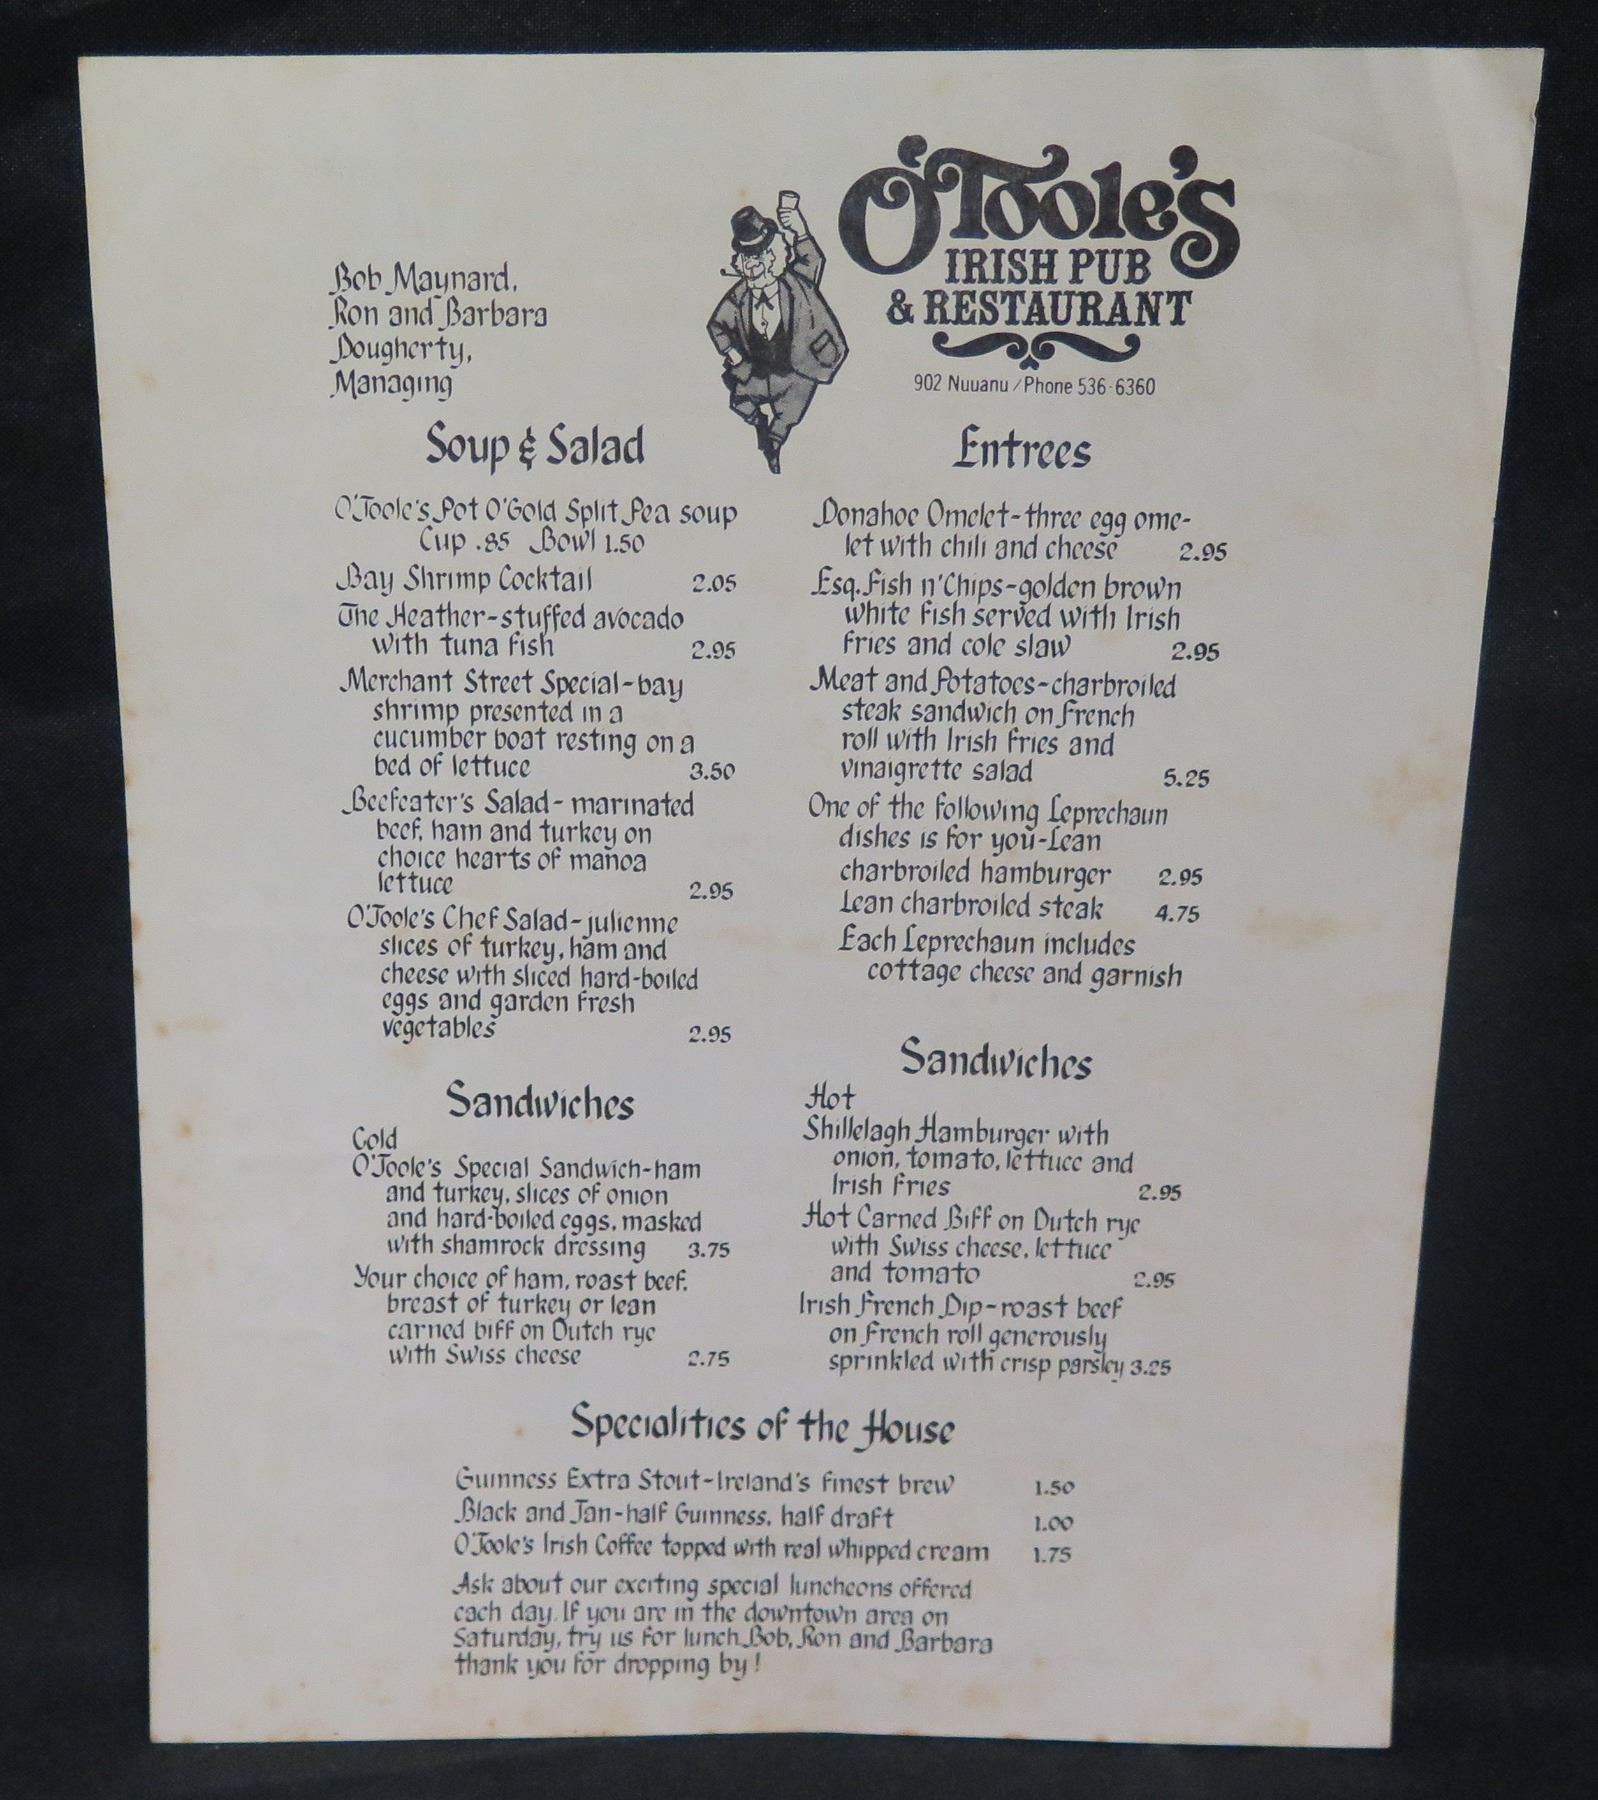 O'Toole's
IRISH PUB
& RESTAURANT
902 Nuuanu / Phone 536-6360
Bob Maynard,
Ron and Barbara
Dougherty,
Managing
Soup & Salad
O'Toole's Pot O'Gold Split Pea soup
Cup .85 Bowl 1.50
Bay Shrimp Cocktail 2.05
The Heather-stuffed avocado
with tuna fish 2.95
Merchant Street Special-bay
shrimp presented in a
cucumber boat resting on a
bed of lettuce 3.50
Beefeater's Salad- marinated
beef, ham and turkey on
choice hearts of manoa
lettuce 2.95
O'Toole's Chef Salad-julienne
slices of turkey, ham and
cheese with sliced hard-boiled
eggs and garden fresh
vegetables 2.95
Sandwiches
Cold
O'Toole's Special Sandwich-ham
and turkey, slices of onion
and hard-boiled eggs, masked
with shamrock dressing 3.75
Your choice of ham, roast beef,
breast of turkey or lean
carned biff on Dutch rye
with Swiss cheese 2.75
Entrees
Donahoe Omelet-three egg ome-
let with chili and cheese 2.95
Esq. Fish n'Chips-golden brown
white fish served with Irish
fries and cole slaw 2.95
Meat and Potatoes-charbroiled
steak sandwich on French
roll with Irish fries and
vinaigrette salad 5.25
One of the following Leprechaun
dishes is for you-Lean
charbroiled hamburger 2.95
Lean charbroiled steak 4.75
Each Leprechaun includes
cottage cheese and garnish
Sandwiches
Hot
Shillelagh Hamburger with
onion, tomato, lettuce and
Irish fries 2.95
Hot Carned Biff on Dutch rye
with Swiss cheese, lettuce
and tomato 2.95
Irish French Dip-roast beef
on French roll generously
sprinkled with crisp parsley 3.25
Specialities of the House
Guinness Extra Stout-Ireland's finest brew 1.50
Black and Tan-half Guinness, half draft 1.00
O'Toole's Irish Coffee topped with real whipped cream 1.75
Ask about our exciting special luncheons offered
each day. If you are in the downtown area on
Saturday, try us for lunch. Bob, Ron and Barbara
thank you for dropping by!